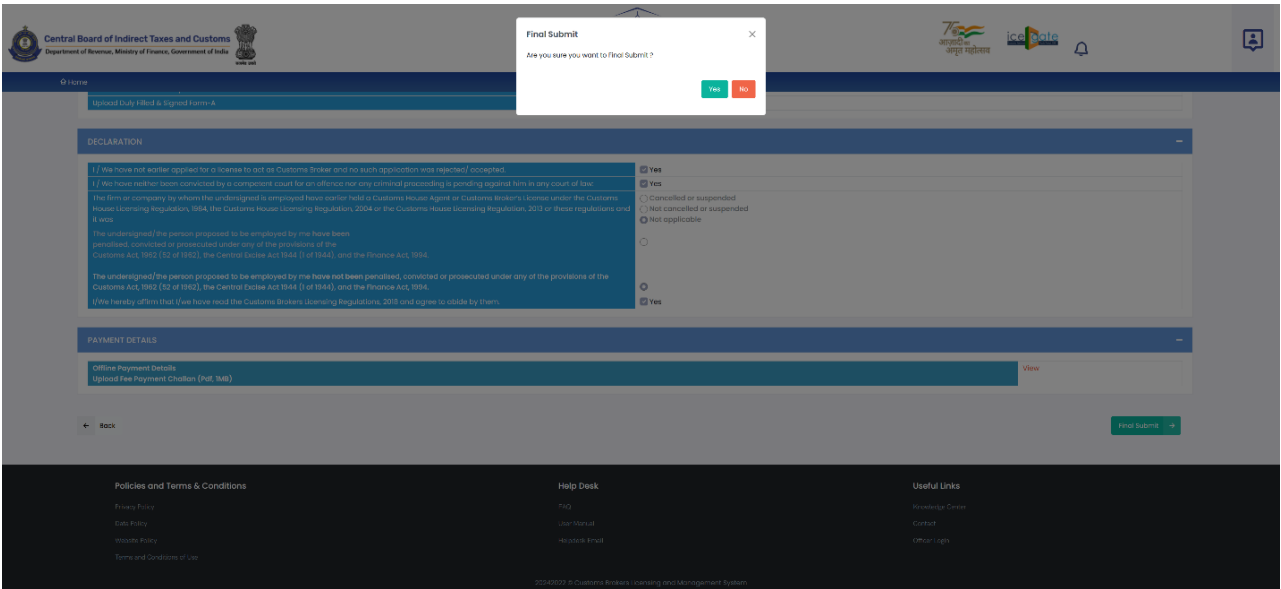 Central Board of Indirect Taxes and Customs
Department of Revenue, Ministry of Finance, Government of India
आज़ादी का
अमृत महोत्सव
icegate
Final Submit
Are you sure you want to Final Submit ?
Yes No
Home
Upload Duly Filled & Signed Form-A
DECLARATION
I / We have not earlier applied for a license to act as Customs Broker and no such application was rejected/ accepted.
Yes
I / We have neither been convicted by a competent court for an offence nor any criminal proceeding is pending against him in any court of law:
Yes
The firm or company by whom the undersigned is employed have earlier held a Customs House Agent or Customs Broker's License under the Customs
House Licensing Regulation, 1984, the Customs House Licensing Regulation, 2004 or the Customs House Licensing Regulation, 2013 or these regulations and
it was
Cancelled or suspended
Not cancelled or suspended
Not applicable
The undersigned/the person proposed to be employed by me have been
penalised, convicted or prosecuted under any of the provisions of the
Customs Act, 1962 (52 of 1962), the Central Excise Act 1944 (1 of 1944), and the Finance Act, 1994.
The undersigned/the person proposed to be employed by me have not been penalised, convicted or prosecuted under any of the provisions of the
Customs Act, 1962 (52 of 1962), the Central Excise Act 1944 (1 of 1944), and the Finance Act, 1994.
I/We hereby affirm that I/we have read the Customs Brokers Licensing Regulations, 2018 and agree to abide by them.
Yes
PAYMENT DETAILS
Offline Payment Details
Upload Fee Payment Challan (Pdf, 1MB)
View
Back
Final Submit
Policies and Terms & Conditions
Privacy Policy
Data Policy
Website Policy
Terms and Conditions of Use
Help Desk
FAQ
User Manual
Helpdesk Email
Useful Links
Knowledge Center
Contact
Officer Login
Customs Brokers Licensing and Management System